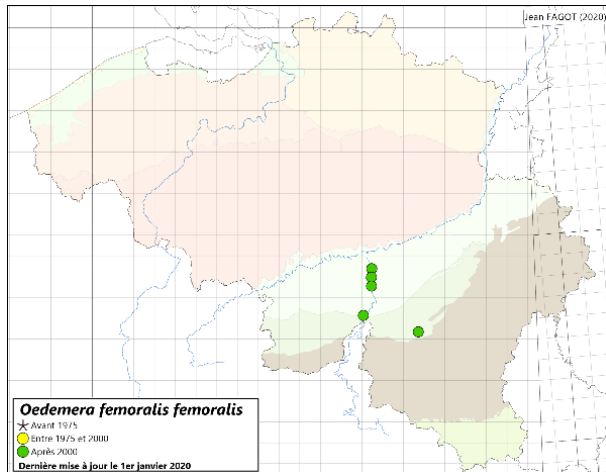 Jean FAGOT (2020)
Oedemera femoralis femoralis
Avant 1975
Entre 1975 et 2000
Après 2000
Dernière mise à jour le 1er janvier 2020